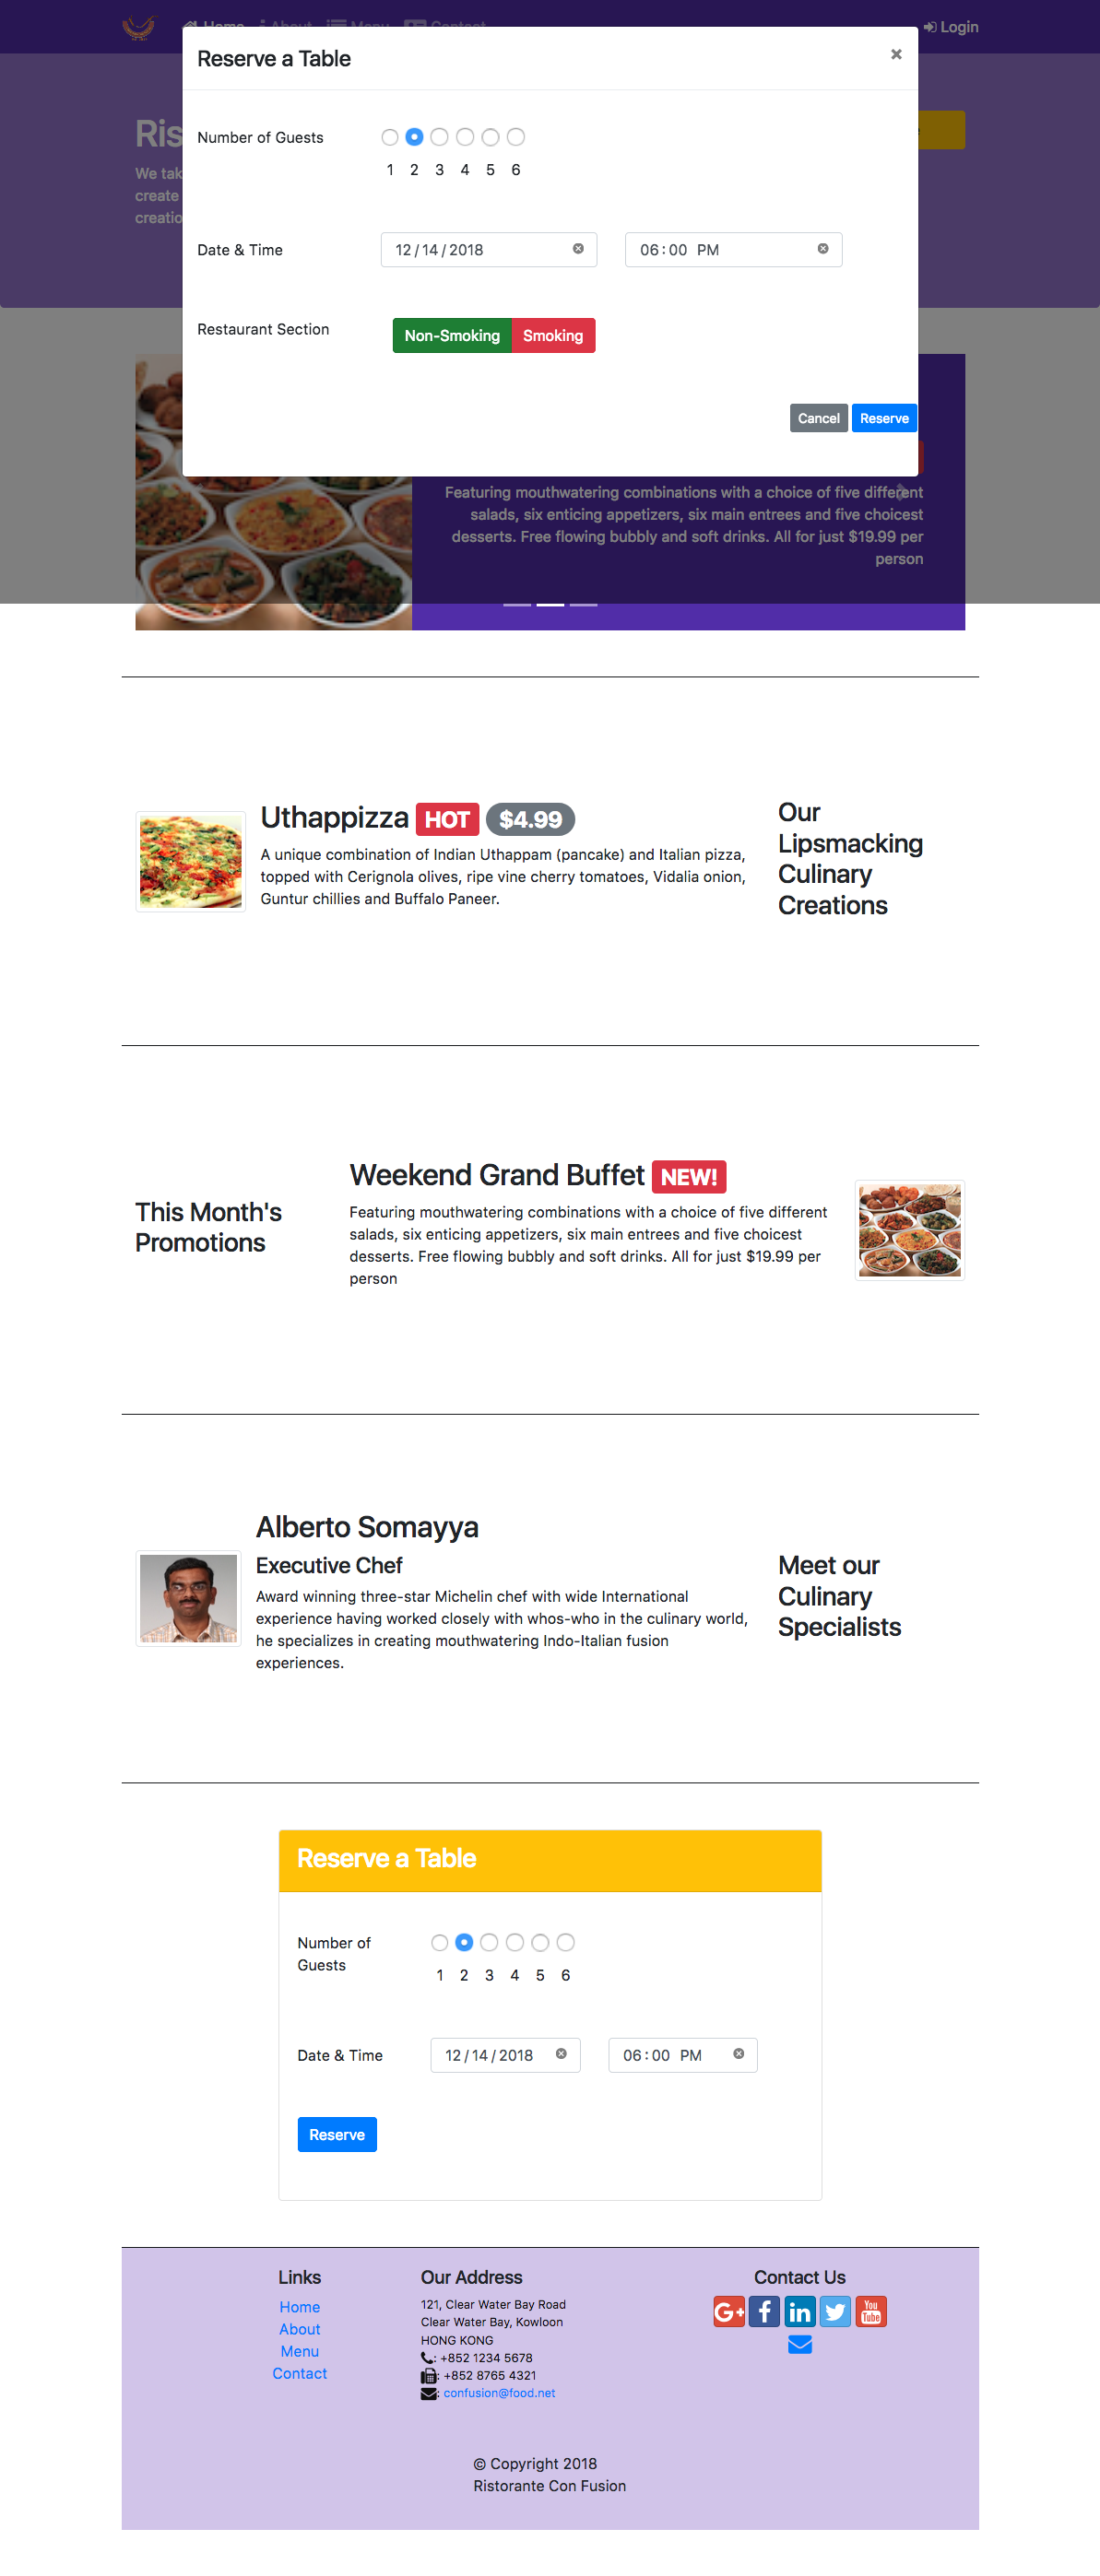 Home About Menu Contact Login
Reserve a Table ×
Ris
We tak
create
creatio
Number of Guests
1 2 3 4 5 6
Date & Time 12/14/2018 06:00 PM
Restaurant Section Non-Smoking Smoking
Cancel Reserve
Featuring mouthwatering combinations with a choice of five different
salads, six enticing appetizers, six main entrees and five choicest
desserts. Free flowing bubbly and soft drinks. All for just $19.99 per
person
Uthappizza HOT $4.99
A unique combination of Indian Uthappam (pancake) and Italian pizza,
topped with Cerignola olives, ripe vine cherry tomatoes, Vidalia onion,
Guntur chillies and Buffalo Paneer.
Our
Lipsmacking
Culinary
Creations
This Month's
Promotions
Weekend Grand Buffet NEW!
Featuring mouthwatering combinations with a choice of five different
salads, six enticing appetizers, six main entrees and five choicest
desserts. Free flowing bubbly and soft drinks. All for just $19.99 per
person
Alberto Somayya
Executive Chef
Award winning three-star Michelin chef with wide International
experience having worked closely with whos-who in the culinary world,
he specializes in creating mouthwatering Indo-Italian fusion
experiences.
Meet our
Culinary
Specialists
Reserve a Table
Number of
Guests
1 2 3 4 5 6
Date & Time 12/14/2018 06:00 PM
Reserve
Links
Home
About
Menu
Contact
Our Address
121, Clear Water Bay Road
Clear Water Bay, Kowloon
HONG KONG
: +852 1234 5678
: +852 8765 4321
: confusion@food.net
Contact Us
G+ f in You Tube
© Copyright 2018
Ristorante Con Fusion